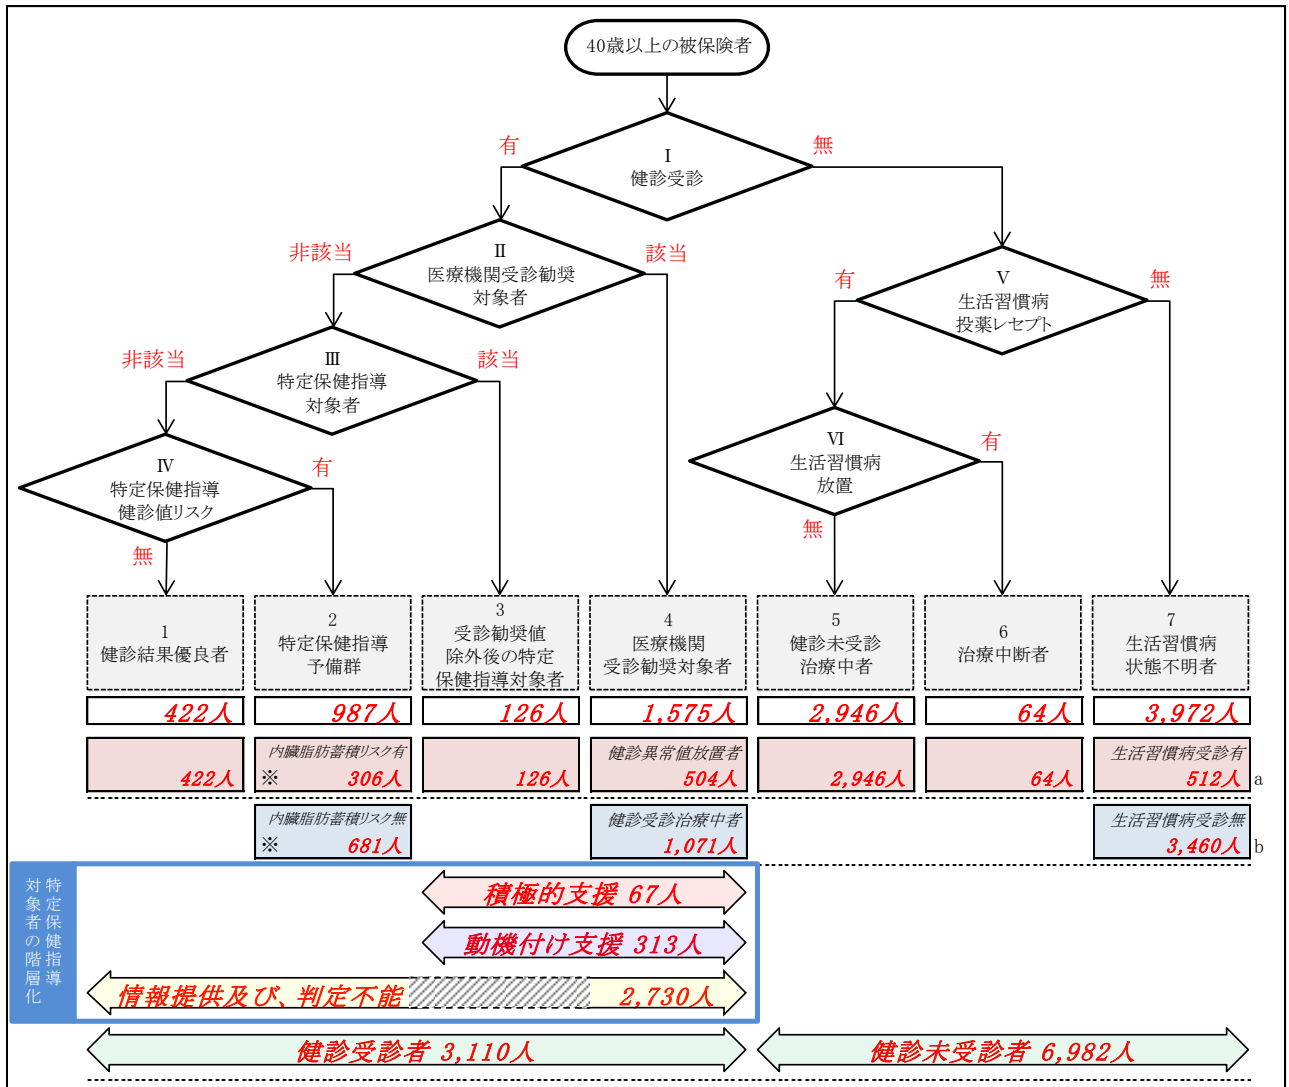 40歳以上の被保険者
Ⅰ
健診受診
有
無
Ⅱ
医療機関受診勧奨
対象者
非該当
該当
Ⅴ
生活習慣病
投薬レセプト
有
無
Ⅲ
特定保健指導
対象者
非該当
該当
Ⅵ
生活習慣病
放置
有
無
Ⅳ
特定保健指導
健診値リスク
有
無
1
健診結果優良者
2
特定保健指導
予備群
3
受診勧奨値
除外後の特定
保健指導対象者
4
医療機関
受診勧奨対象者
5
健診未受診
治療中者
6
治療中断者
7
生活習慣病
状態不明者
422人
987人
126人
1,575人
2,946人
64人
3,972人
422人
内臓脂肪蓄積リスク有
※ 306人
126人
健診異常値放置者
504人
2,946人
64人
生活習慣病受診有
512人
a
内臓脂肪蓄積リスク無
※ 681人
健診受診治療中者
1,071人
生活習慣病受診無
3,460人
b
特定保健指導
対象者の階層化
積極的支援 67人
動機付け支援 313人
情報提供及び、判定不能 2,730人
健診受診者 3,110人
健診未受診者 6,982人